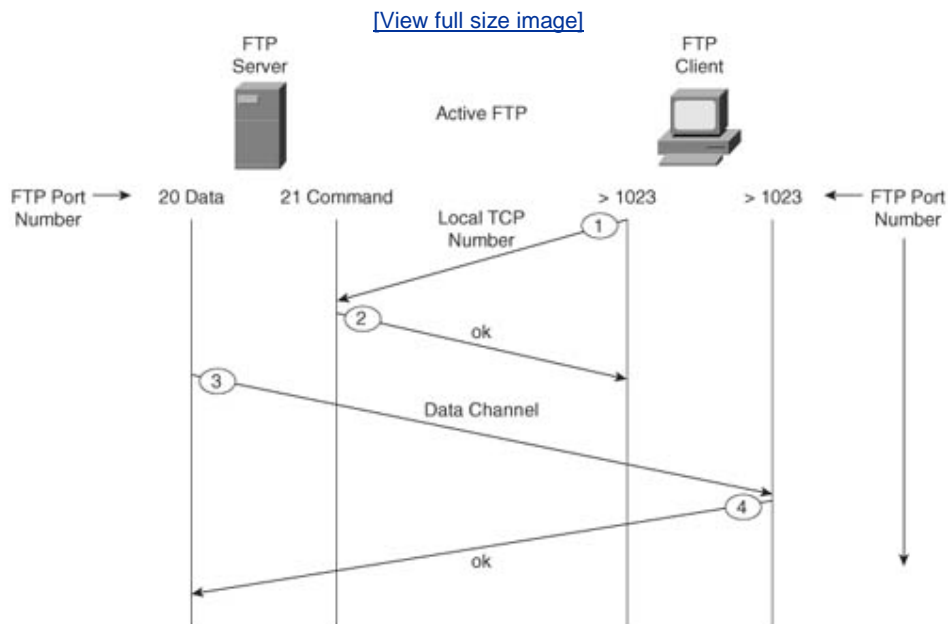 [View full size image]
FTP
Server
FTP
Client
Active FTP
FTP Port
Number
20 Data
21 Command
> 1023
> 1023
FTP Port
Number
Local TCP
Number
1
2
ok
3
Data Channel
4
ok